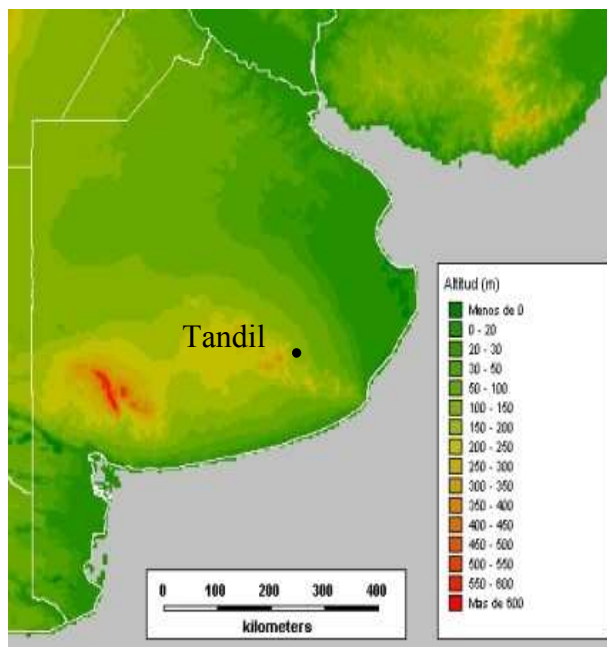 Tandil
Altitud (m)
Menos de 0
0 - 20
20 - 30
30 - 50
50 - 100
100 - 150
150 - 200
200 - 250
250 - 300
300 - 350
350 - 400
400 - 450
450 - 500
500 - 550
550 - 600
Mas de 600
0 100 200 300 400
kilometers